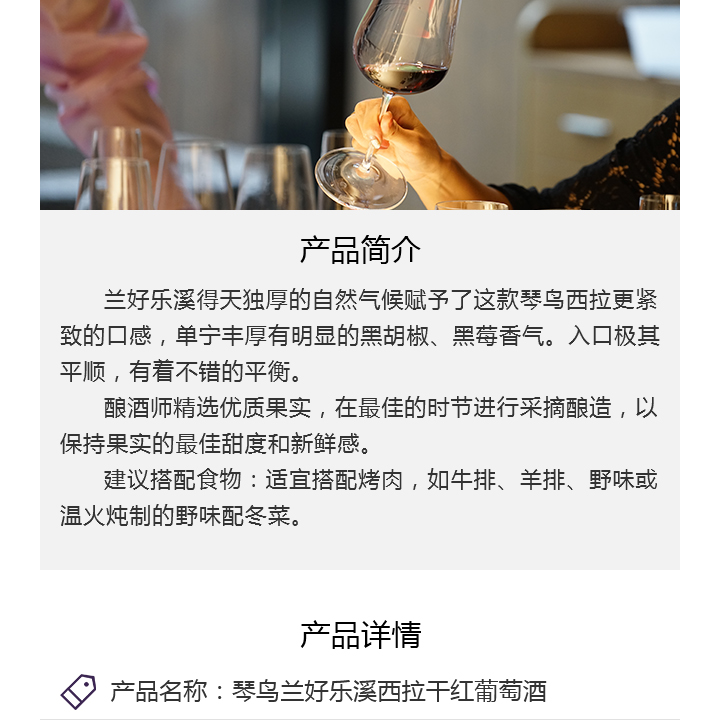 产品简介
兰好乐溪得天独厚的自然气候赋予了这款琴鸟西拉更紧
致的口感，单宁丰厚有明显的黑胡椒、黑莓香气。入口极其
平顺，有着不错的平衡。
酿酒师精选优质果实，在最佳的时节进行采摘酿造，以
保持果实的最佳甜度和新鲜感。
建议搭配食物：适宜搭配烤肉，如牛排、羊排、野味或
温火炖制的野味配冬菜。
产品详情
产品名称：琴鸟兰好乐溪西拉干红葡萄酒